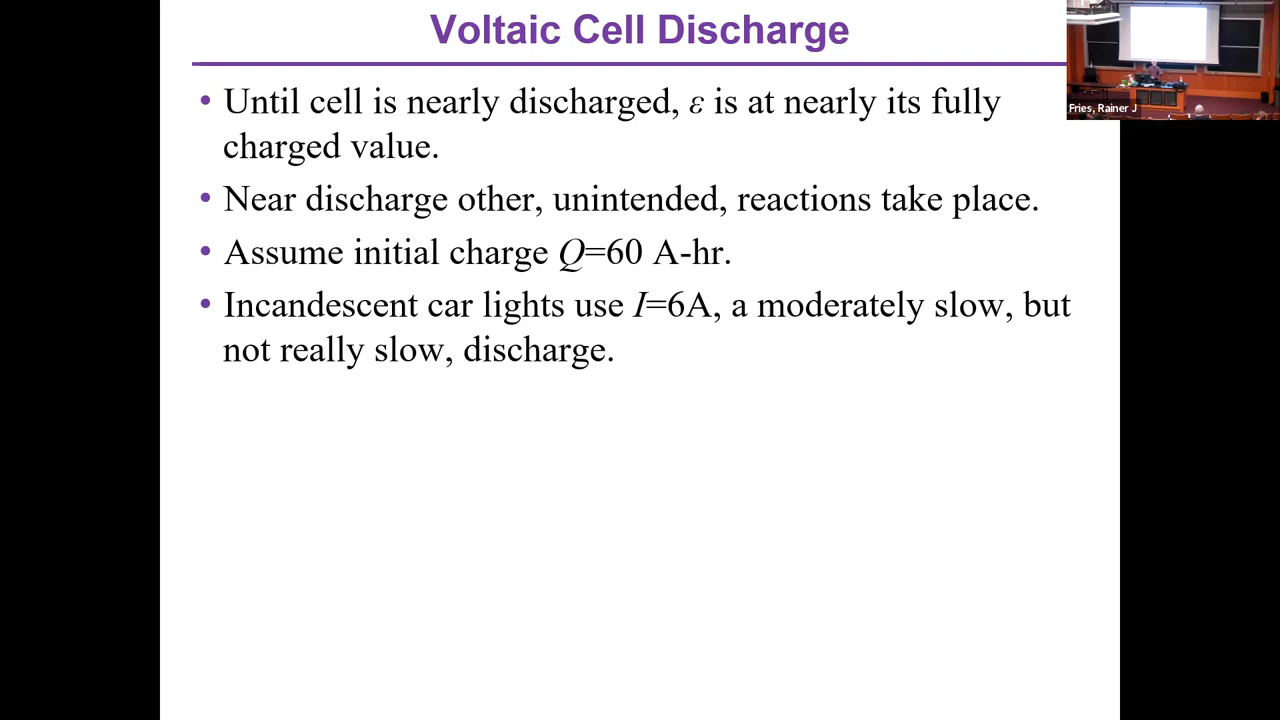 Voltaic Cell Discharge
Fries, Rainer J
• Until cell is nearly discharged, ε is at nearly its fully
charged value.
• Near discharge other, unintended, reactions take place.
• Assume initial charge Q=60 A-hr.
• Incandescent car lights use I=6A, a moderately slow, but
not really slow, discharge.